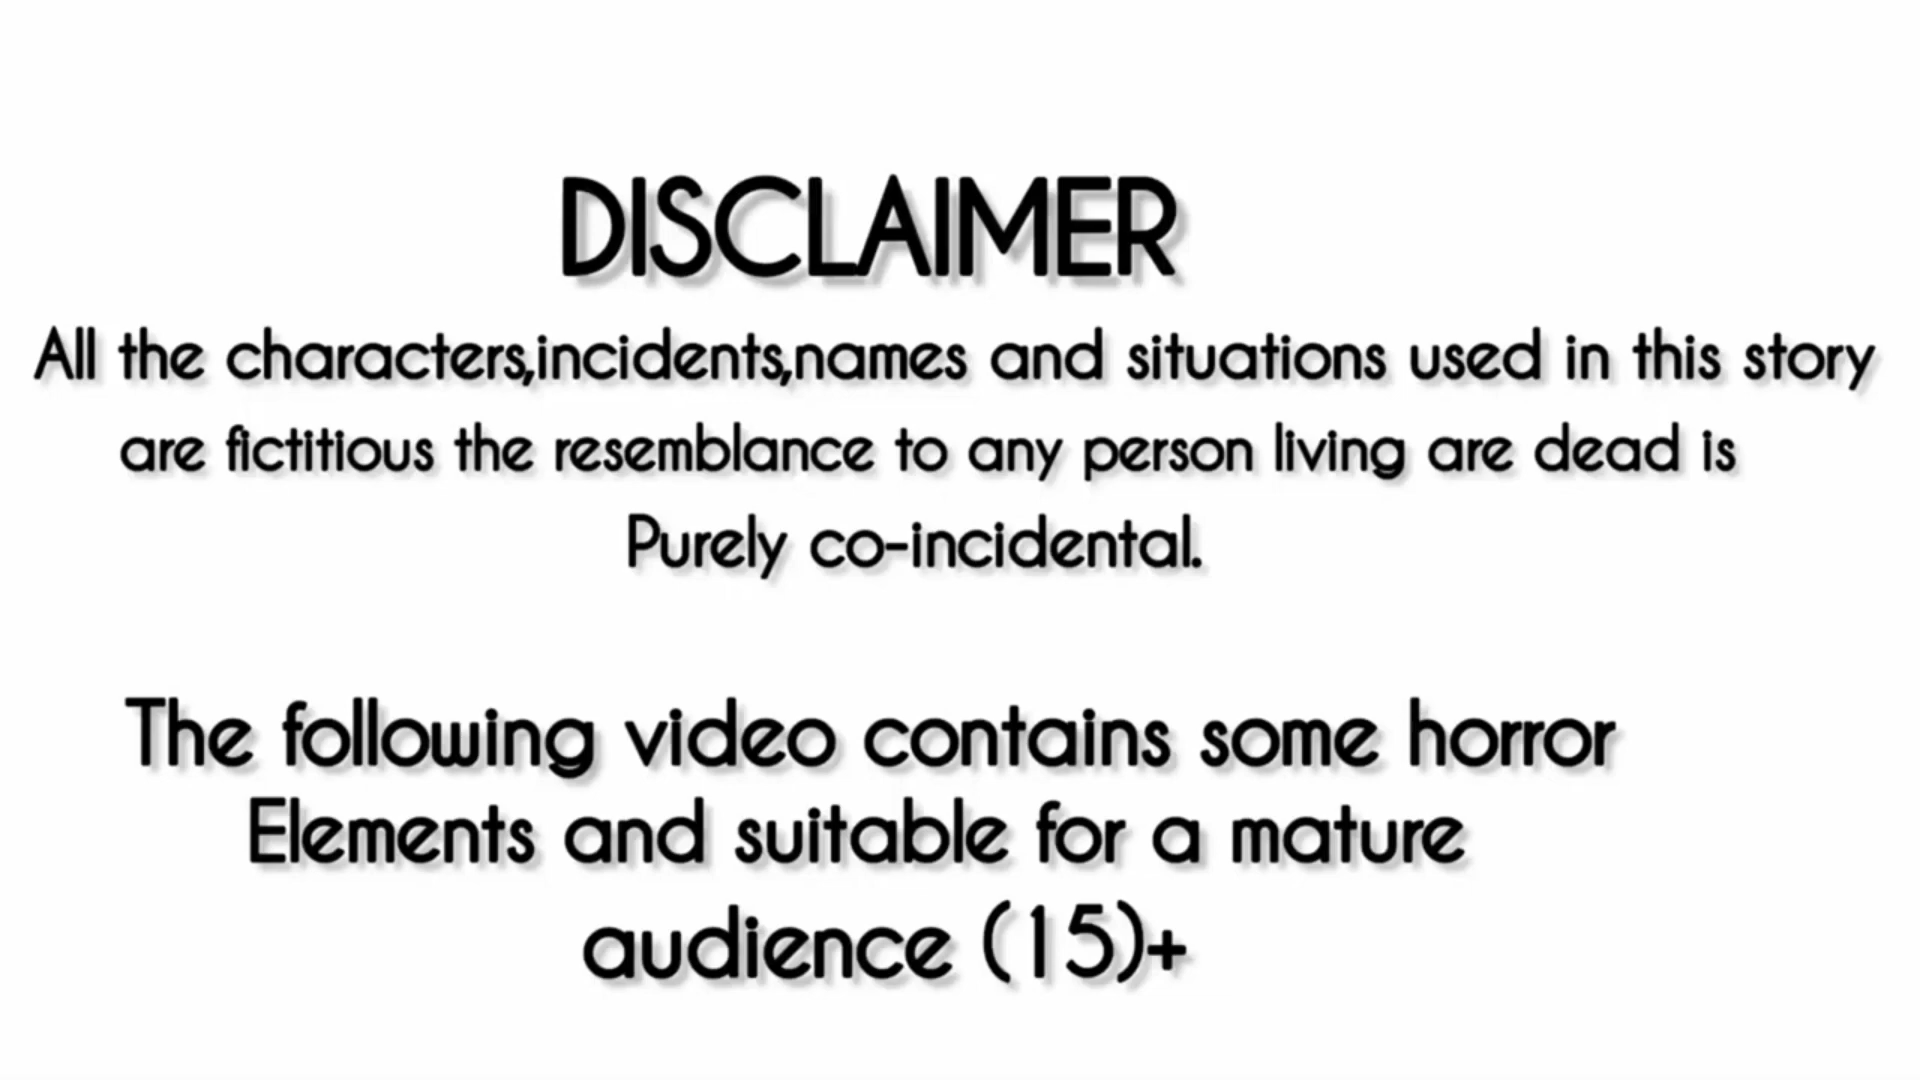 DISCLAIMER
All the characters,incidents,names and situations used in this story
are fictitious the resemblance to any person living are dead is
Purely co-incidental.
The following video contains some horror
Elements and suitable for a mature
audience (15)+